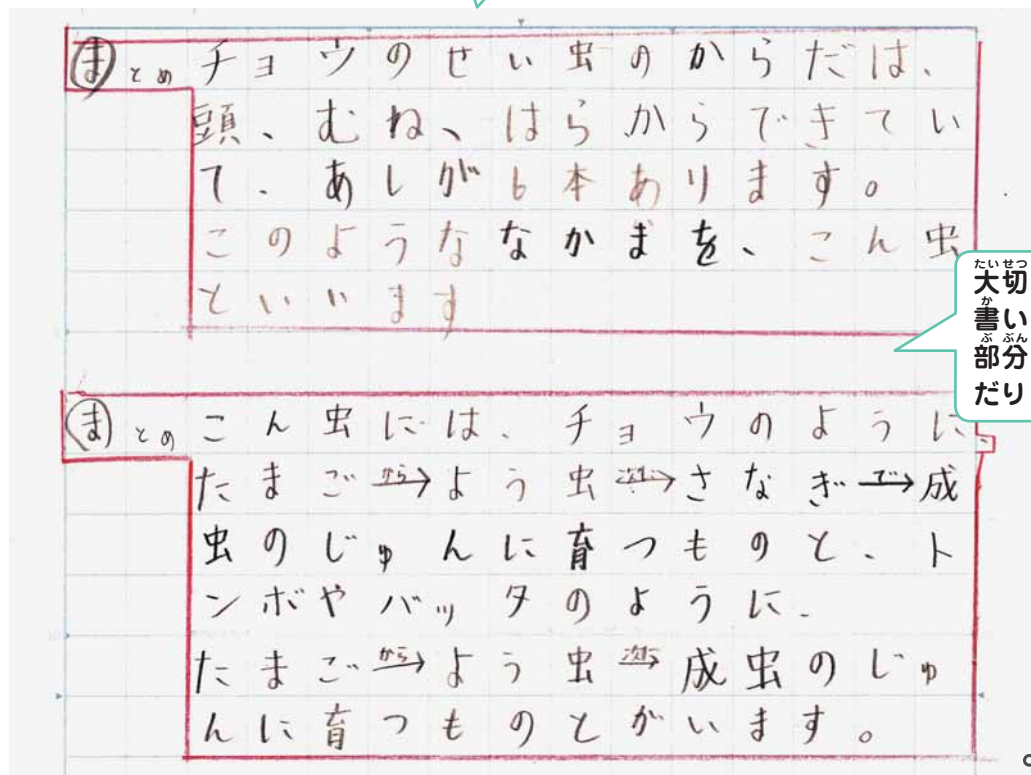 まとめ チョウのせい虫のからだは、
頭、むね、はらからできてい
て、あしが6本あります。
このようななかまを、こん虫
といいます
まとめ こん虫には、チョウのように、
たまご から→ よう虫 次に→ さなぎ で→ 成
虫のじゅんに育つものと、ト
ンボやバッタのように、
たまご から→ よう虫 次に→ 成虫のじゅ
んに育つものとがいます。
大切
書い
部分
だり